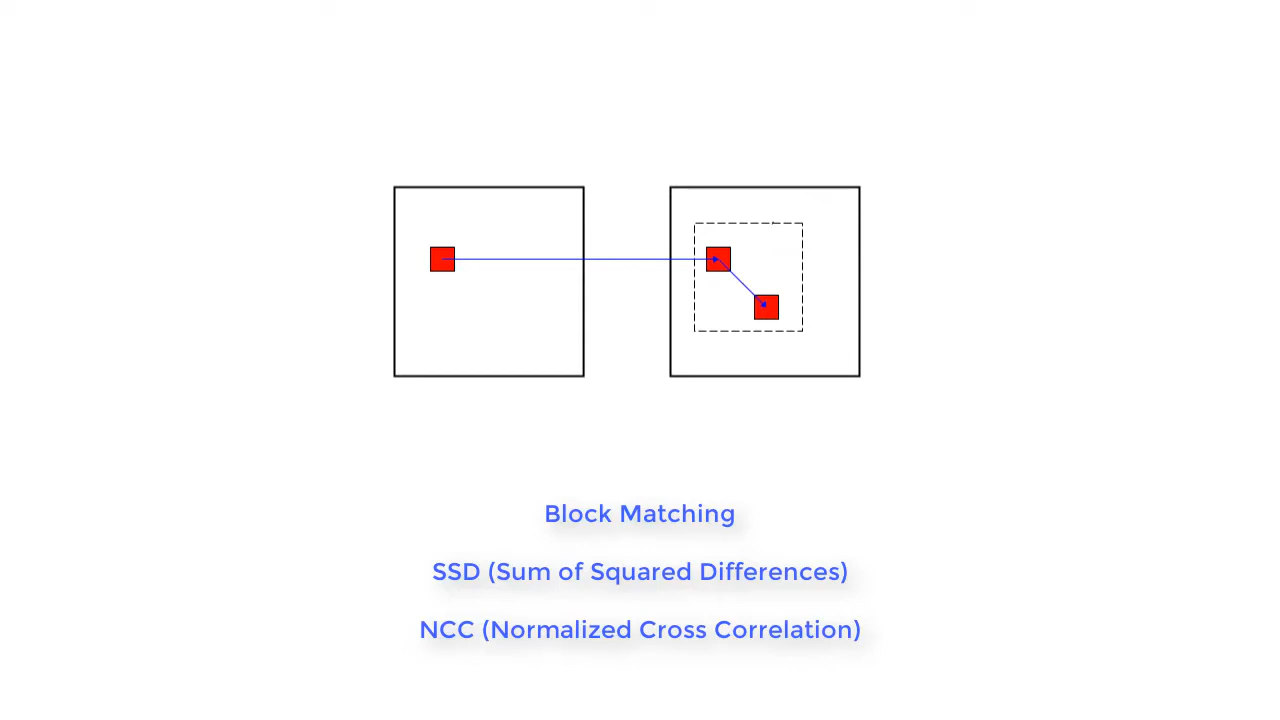 Block Matching
SSD (Sum of Squared Differences)
NCC (Normalized Cross Correlation)